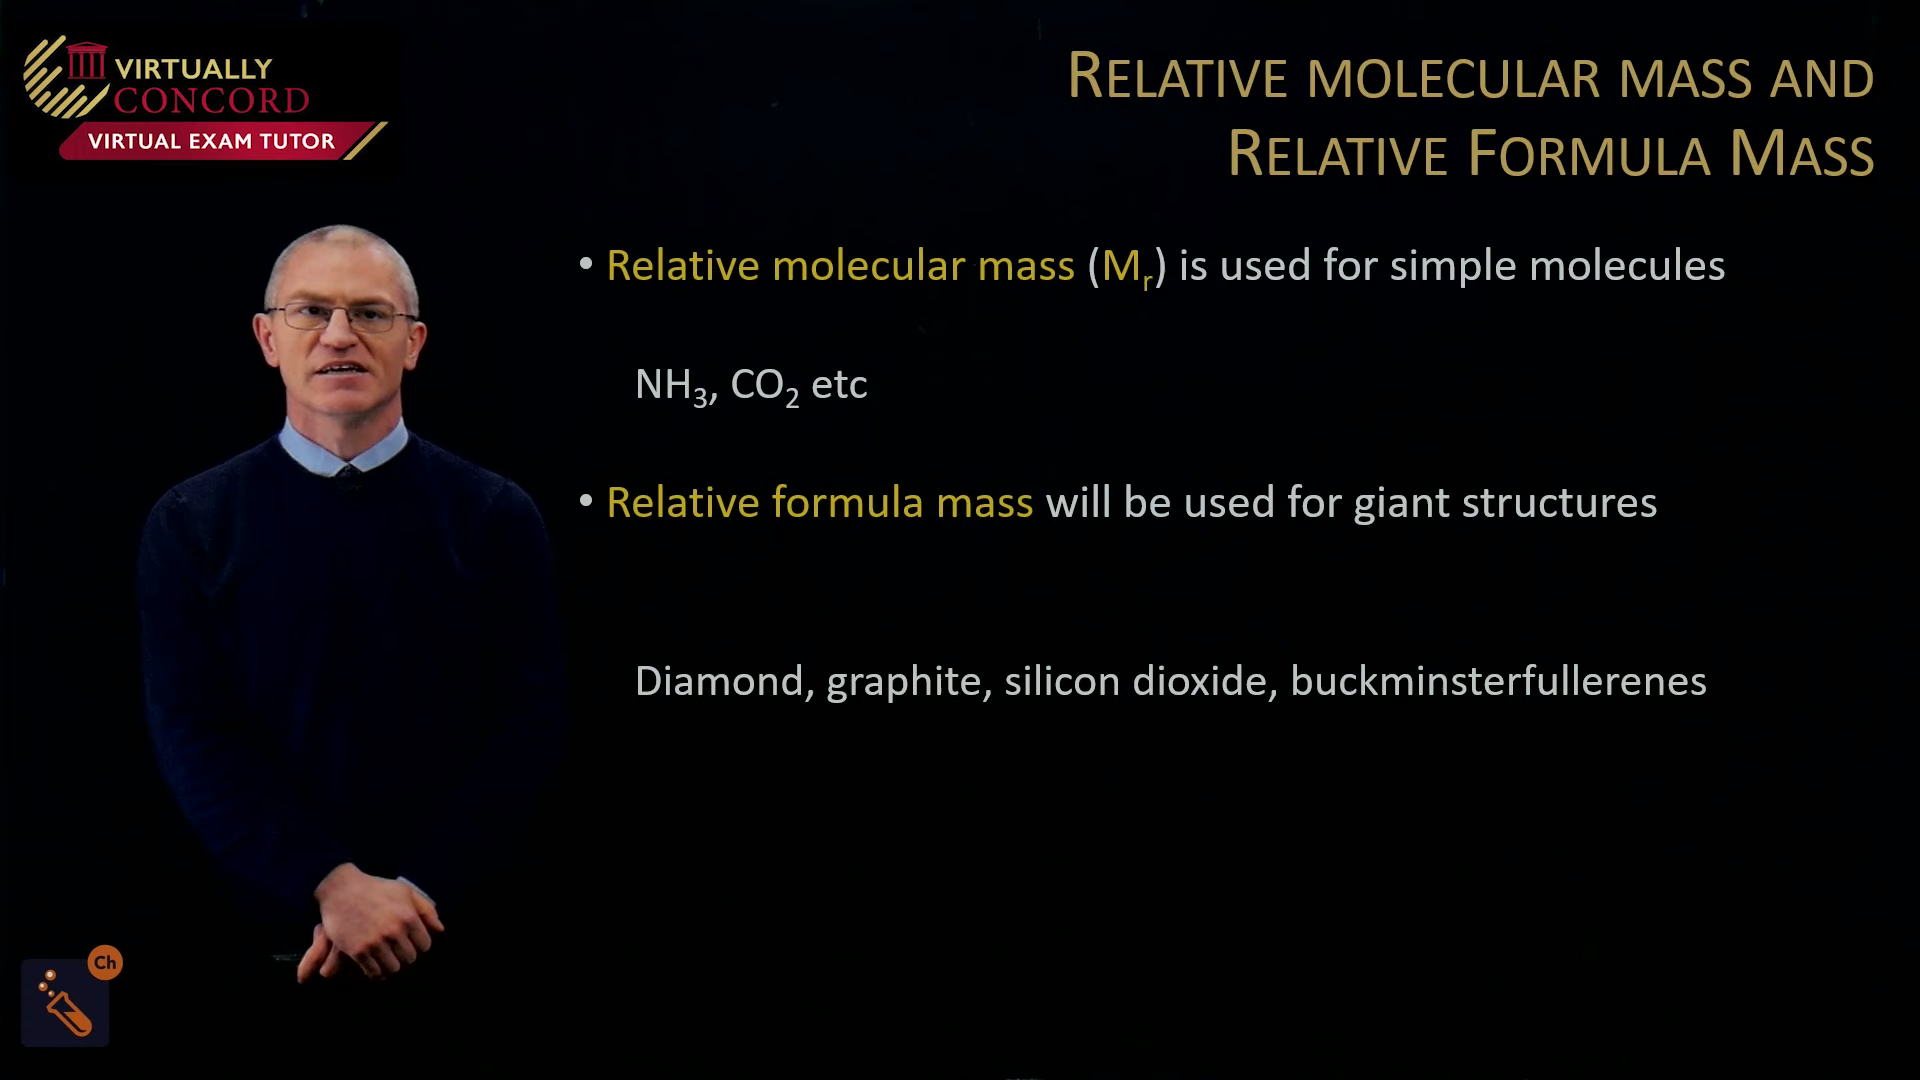 VIRTUALLY
CONCORD
VIRTUAL EXAM TUTOR
RELATIVE MOLECULAR MASS AND
RELATIVE FORMULA MASS
• Relative molecular mass (Mᵣ) is used for simple molecules
NH₃, CO₂ etc
• Relative formula mass will be used for giant structures
Diamond, graphite, silicon dioxide, buckminsterfullerenes
Ch